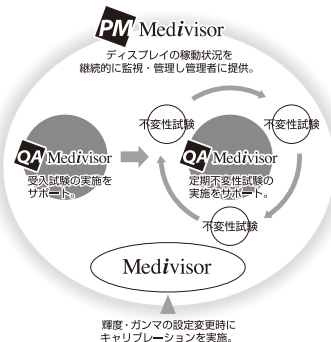 PM Medivisor
ディスプレイの稼動状況を
継続的に監視・管理し管理者に提供。
不変性試験
不変性試験
QA Medivisor
受入試験の実施を
サポート。
QA Medivisor
定期不変性試験の
実施をサポート。
不変性試験
Medivisor
輝度・ガンマの設定変更時に
キャリブレーションを実施。